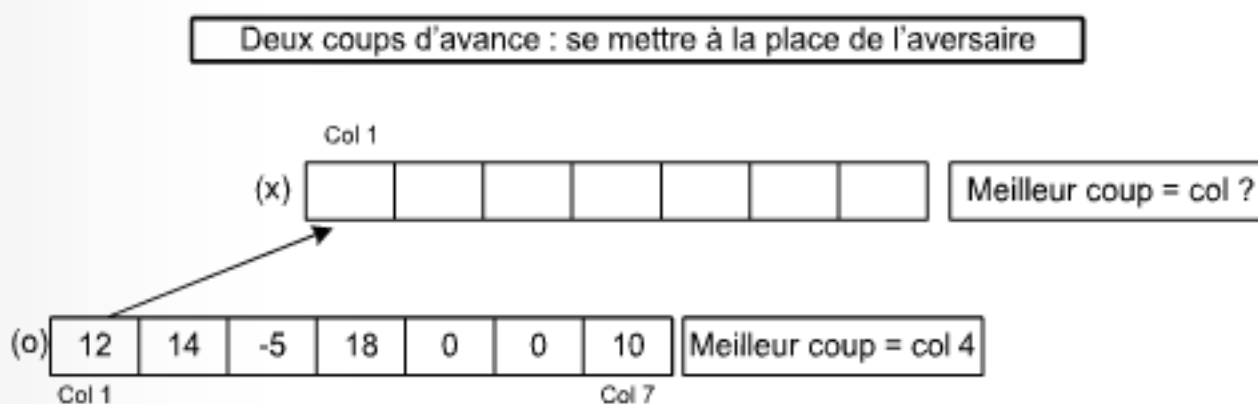 Deux coups d'avance : se mettre à la place de l'aversaire
Col 1
(x) Meilleur coup = col ?
(o) 12 14 -5 18 0 0 10 Meilleur coup = col 4
Col 1 Col 7